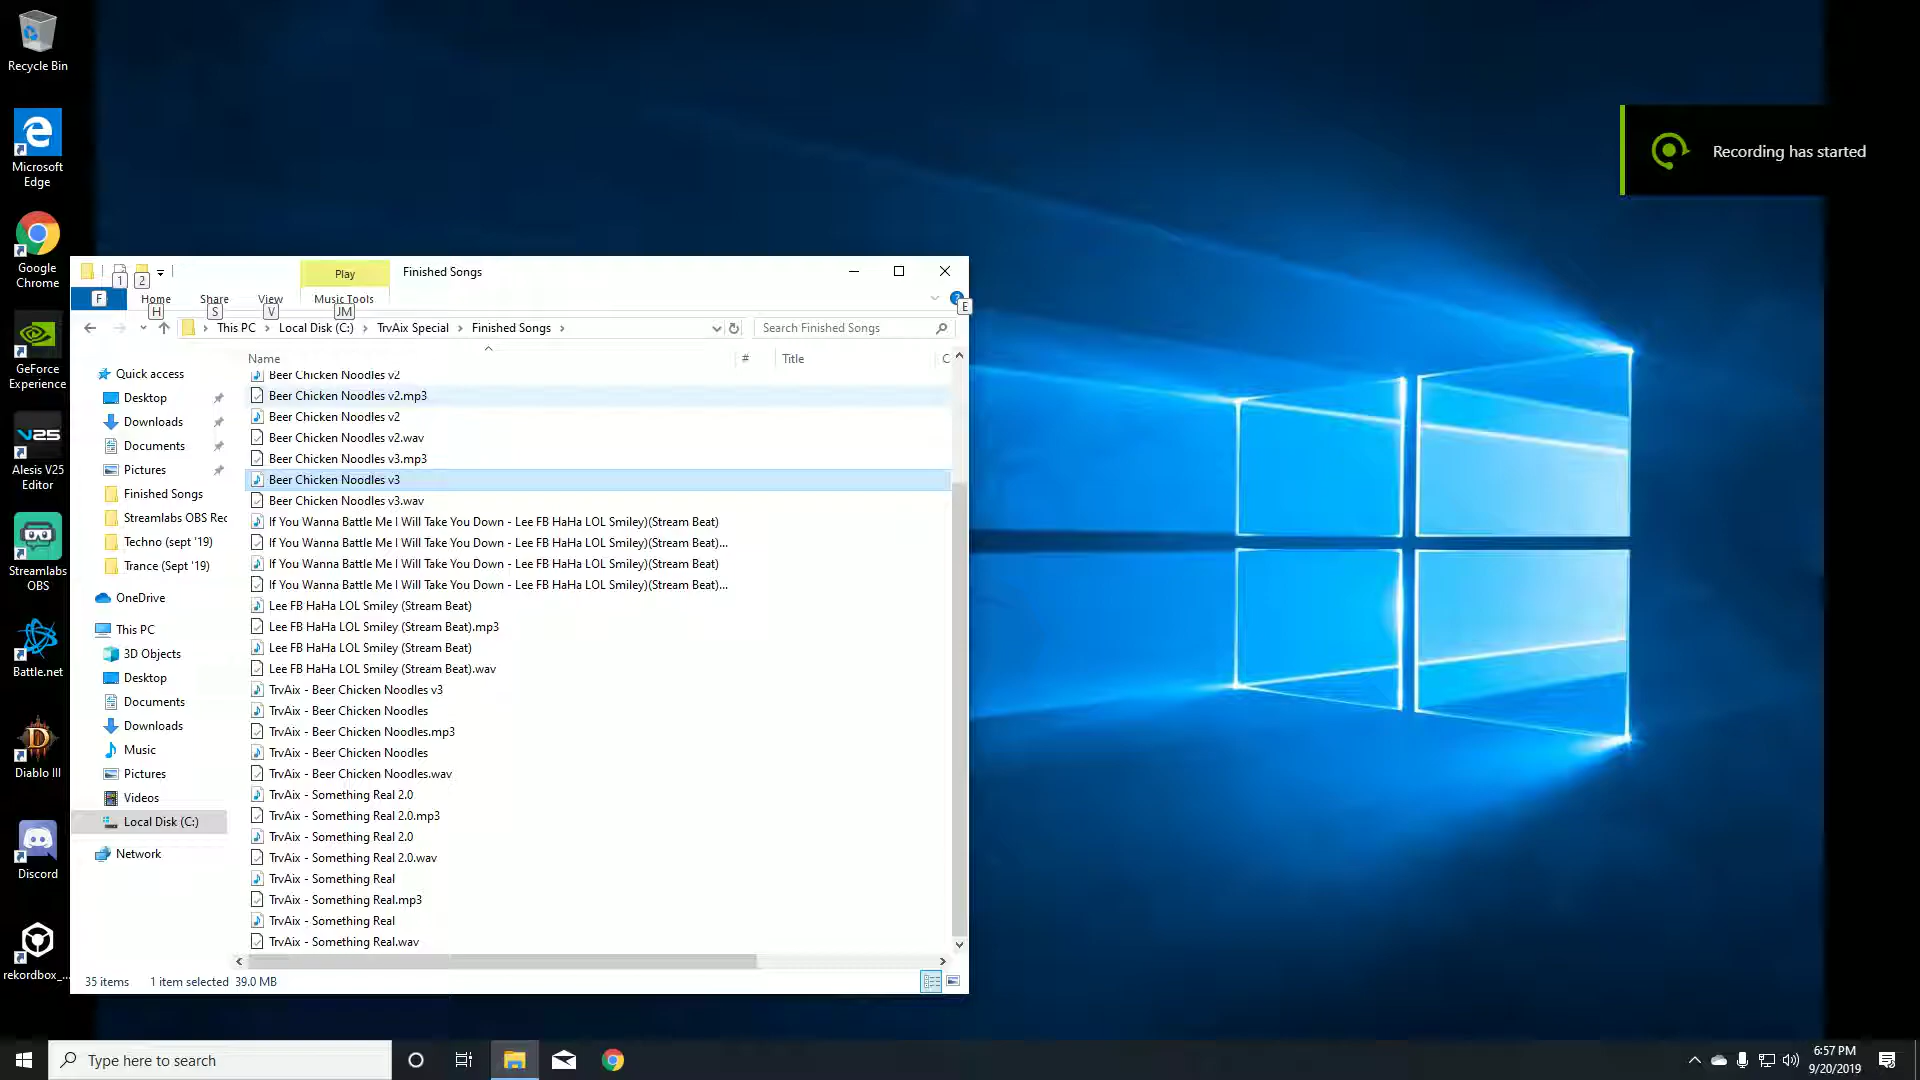 Recycle Bin
Microsoft
Edge
Google
Chrome
GeForce
Experience
V25
Alesis V25
Editor
Streamlabs
OBS
Battle.net
Diablo III
Discord
rekordbox_...
Recording has started
1
2
Play
Finished Songs
F
Home
Share
View
Music Tools
H
S
V
JM
E
This PC
Local Disk (C:)
TrvAix Special
Finished Songs
Search Finished Songs
Name
#
Title
C
Quick access
Desktop
Downloads
Documents
Pictures
Finished Songs
Streamlabs OBS Rec
Techno (sept '19)
Trance (Sept '19)
OneDrive
This PC
3D Objects
Desktop
Documents
Downloads
Music
Pictures
Videos
Local Disk (C:)
Network
Beer Chicken Noodles v2
Beer Chicken Noodles v2.mp3
Beer Chicken Noodles v2
Beer Chicken Noodles v2.wav
Beer Chicken Noodles v3.mp3
Beer Chicken Noodles v3
Beer Chicken Noodles v3.wav
If You Wanna Battle Me I Will Take You Down - Lee FB HaHa LOL Smiley)(Stream Beat)
If You Wanna Battle Me I Will Take You Down - Lee FB HaHa LOL Smiley)(Stream Beat)...
If You Wanna Battle Me I Will Take You Down - Lee FB HaHa LOL Smiley)(Stream Beat)
If You Wanna Battle Me I Will Take You Down - Lee FB HaHa LOL Smiley)(Stream Beat)...
Lee FB HaHa LOL Smiley (Stream Beat)
Lee FB HaHa LOL Smiley (Stream Beat).mp3
Lee FB HaHa LOL Smiley (Stream Beat)
Lee FB HaHa LOL Smiley (Stream Beat).wav
TrvAix - Beer Chicken Noodles v3
TrvAix - Beer Chicken Noodles
TrvAix - Beer Chicken Noodles.mp3
TrvAix - Beer Chicken Noodles
TrvAix - Beer Chicken Noodles.wav
TrvAix - Something Real 2.0
TrvAix - Something Real 2.0.mp3
TrvAix - Something Real 2.0
TrvAix - Something Real 2.0.wav
TrvAix - Something Real
TrvAix - Something Real.mp3
TrvAix - Something Real
TrvAix - Something Real.wav
35 items
1 item selected 39.0 MB
Type here to search
6:57 PM
9/20/2019